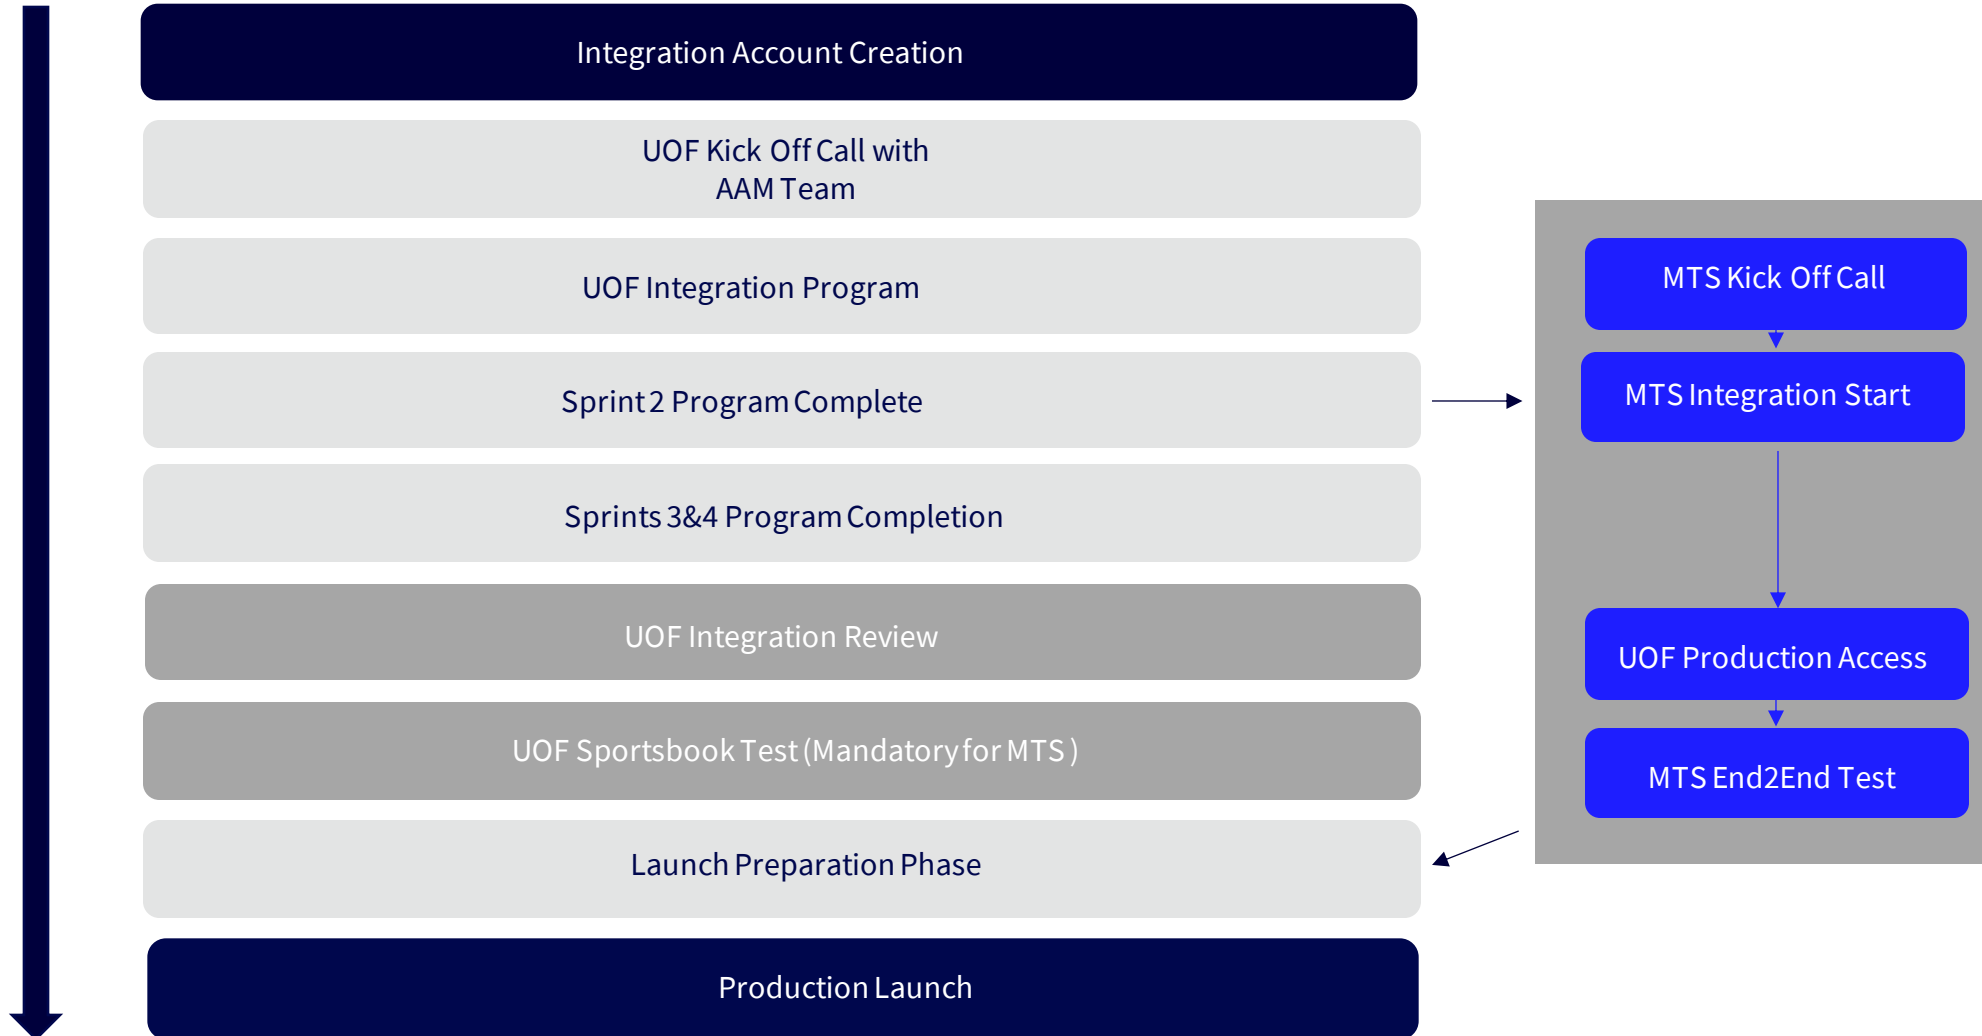 Integration Account Creation
UOF Kick Off Call with
AAM Team
UOF Integration Program
Sprint 2 Program Complete
Sprints 3&4 Program Completion
UOF Integration Review
UOF Sportsbook Test (Mandatory for MTS )
Launch Preparation Phase
Production Launch
MTS Kick Off Call
MTS Integration Start
UOF Production Access
MTS End2End Test